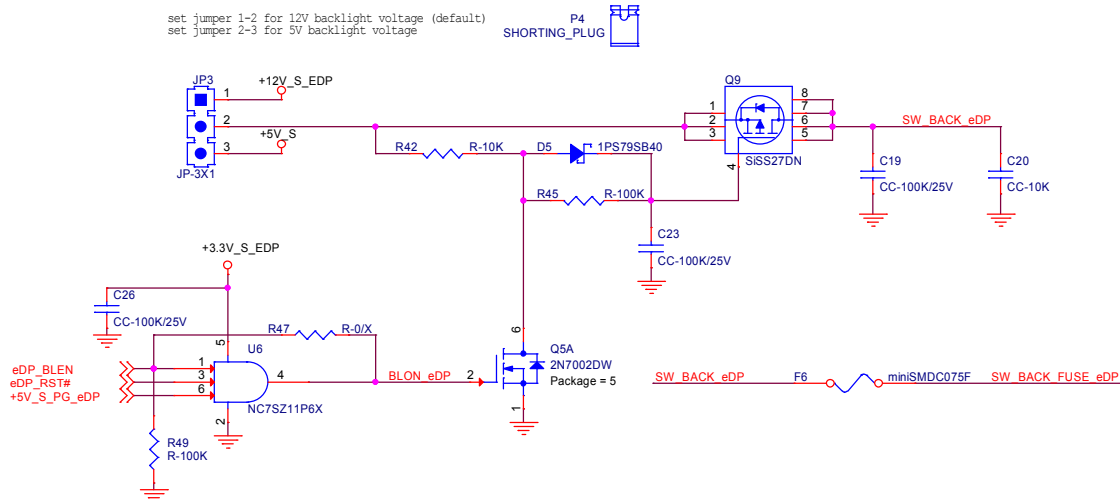 set jumper 1-2 for 12V backlight voltage (default)
set jumper 2-3 for 5V backlight voltage
P4
SHORTING_PLUG
JP3
+12V_S_EDP
1
2
+5V_S
3
JP-3X1
Q9
1
2
3
8
7
6
5
4
SiSS27DN
SW_BACK_eDP
R42
R-10K
D5
1PS79SB40
R45
R-100K
C19
CC-100K/25V
C20
CC-10K
C23
CC-100K/25V
+3.3V_S_EDP
C26
CC-100K/25V
R47
R-0/X
5
U6
eDP_BLEN
eDP_RST#
+5V_S_PG_eDP
1
3
6
4
2
NC7SZ11P6X
R49
R-100K
BLON_eDP
2
6
1
Q5A
2N7002DW
Package = 5
SW_BACK_eDP
F6
miniSMDC075F
SW_BACK_FUSE_eDP